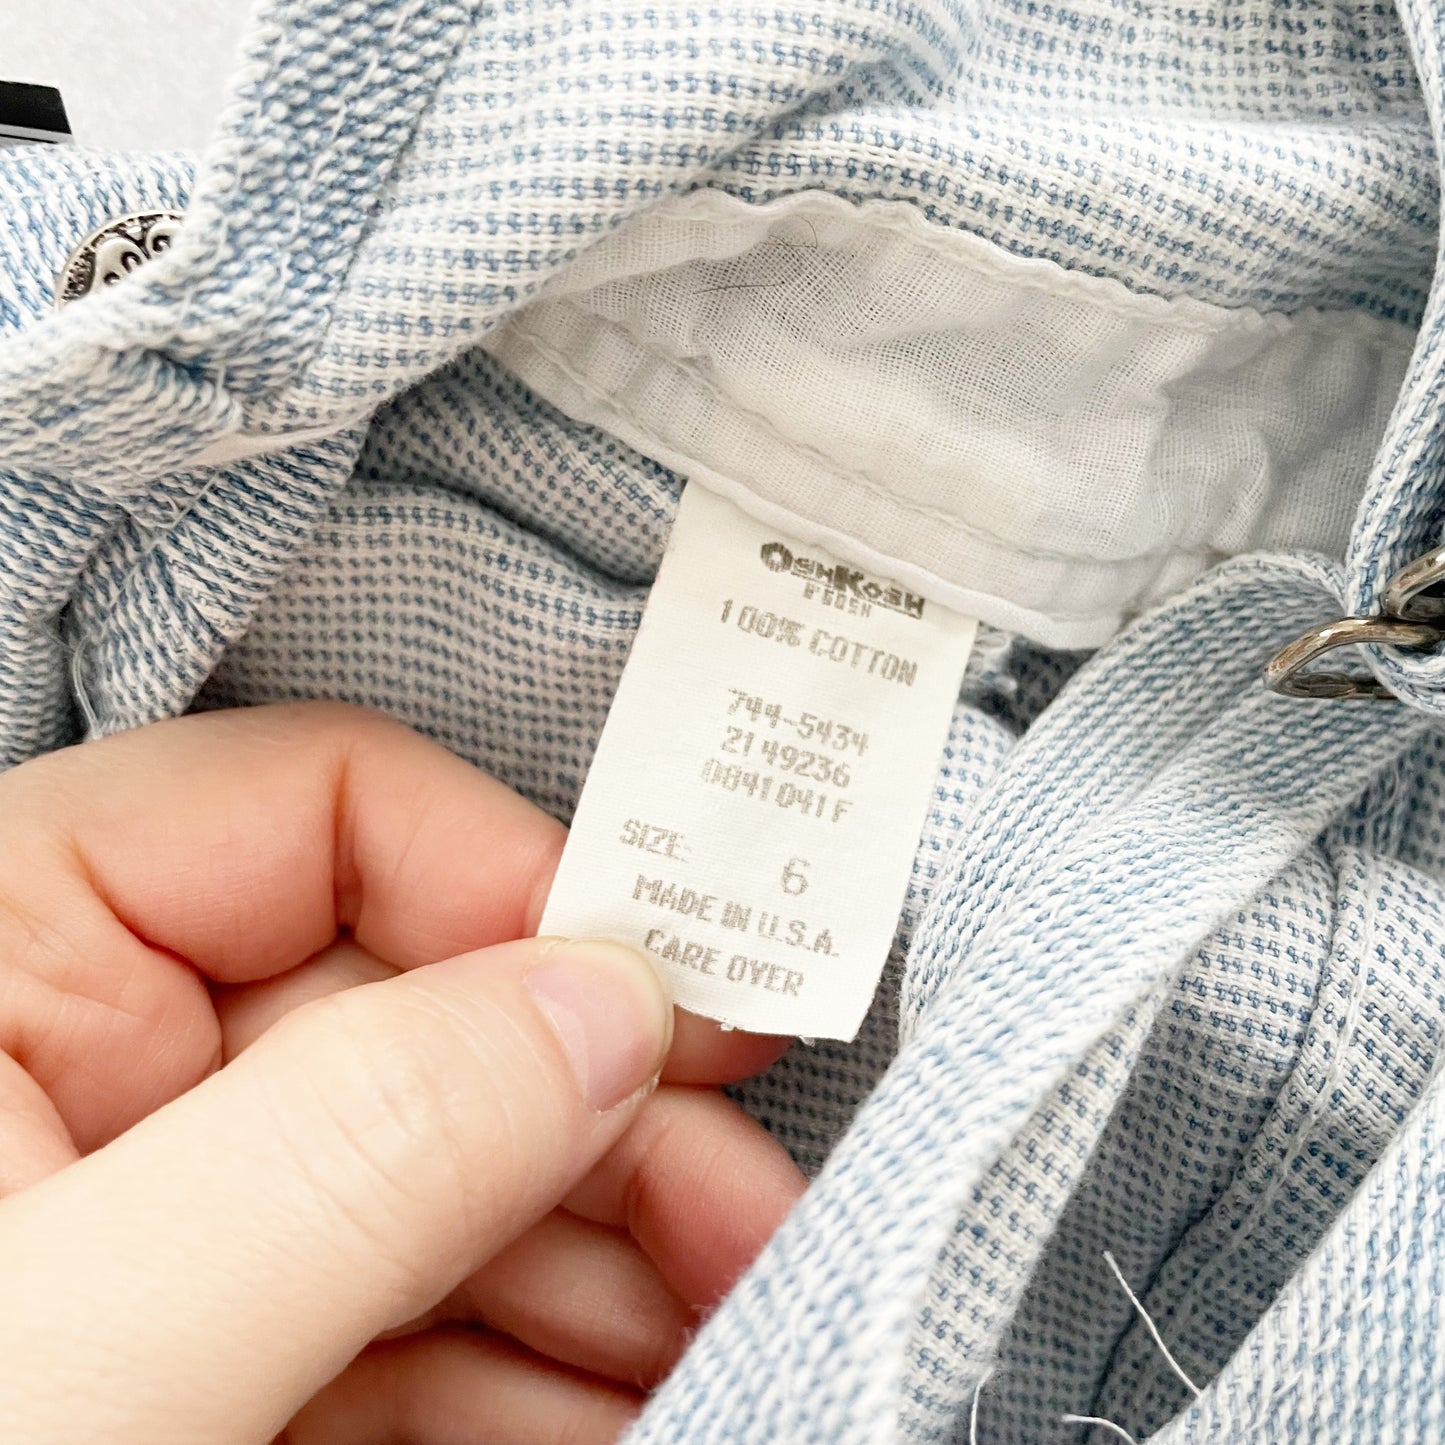 OSHKOSH
B'GOSH
100% COTTON
744-5434
2149236
0841041F
SIZE: 6
MADE IN U.S.A.
CARE OVER